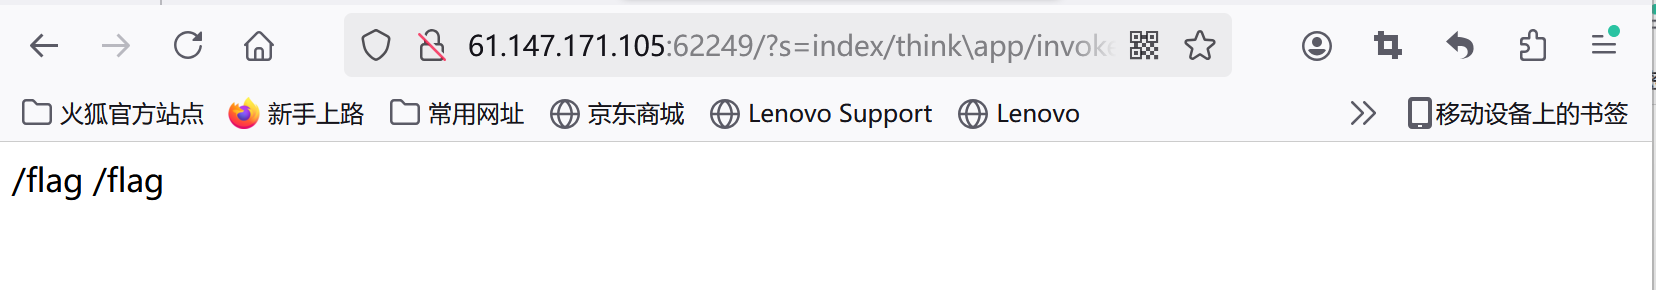 61.147.171.105:62249/?s=index/think\app/invoke
火狐官方站点 新手上路 常用网址 京东商城 Lenovo Support Lenovo 移动设备上的书签
/flag /flag